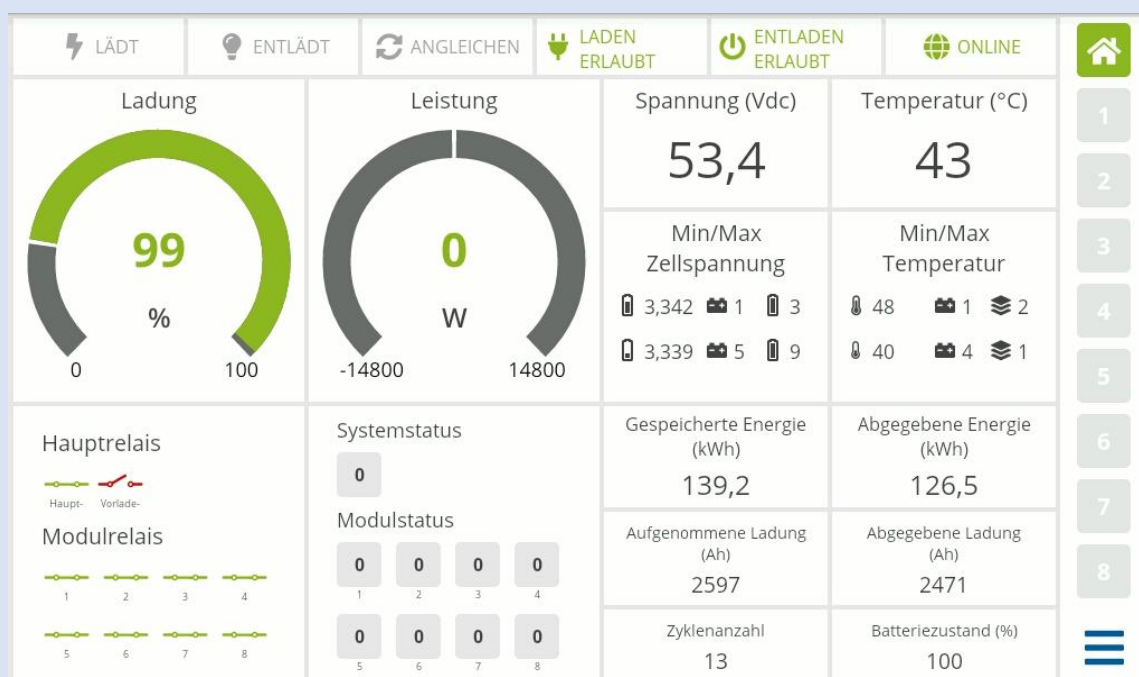 LÄDT
ENTLÄDT
ANGLEICHEN
LADEN
ERLAUBT
ENTLADEN
ERLAUBT
ONLINE
Ladung
99
%
0 100
Leistung
0
W
-14800 14800
Spannung (Vdc)
53,4
Temperatur (°C)
43
Min/Max
Zellspannung
3,342 1 3
3,339 5 9
Min/Max
Temperatur
48 1 2
40 4 1
Hauptrelais
Haupt- Vorlade-
Modulrelais
1 2 3 4
5 6 7 8
Systemstatus
0
Modulstatus
0 0 0 0
1 2 3 4
0 0 0 0
5 6 7 8
Gespeicherte Energie
(kWh)
139,2
Abgegebene Energie
(kWh)
126,5
Aufgenommene Ladung
(Ah)
2597
Abgegebene Ladung
(Ah)
2471
Zyklenanzahl
13
Batteriezustand (%)
100
1
2
3
4
5
6
7
8